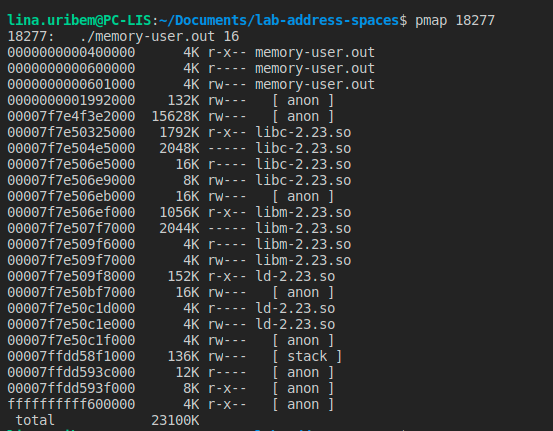 lina.uribem@PC-LIS:~/Documents/lab-address-spaces$ pmap 18277
18277:   ./memory-user.out 16
0000000000400000      4K r-x-- memory-user.out
0000000000600000      4K r---- memory-user.out
0000000000601000      4K rw--- memory-user.out
0000000001992000    132K rw---   [ anon ]
00007f7e4f3e2000  15628K rw---   [ anon ]
00007f7e50325000   1792K r-x-- libc-2.23.so
00007f7e504e5000   2048K ----- libc-2.23.so
00007f7e506e5000     16K r---- libc-2.23.so
00007f7e506e9000      8K rw--- libc-2.23.so
00007f7e506eb000     16K rw---   [ anon ]
00007f7e506ef000   1056K r-x-- libm-2.23.so
00007f7e507f7000   2044K ----- libm-2.23.so
00007f7e509f6000      4K r---- libm-2.23.so
00007f7e509f7000      4K rw--- libm-2.23.so
00007f7e509f8000    152K r-x-- ld-2.23.so
00007f7e50bf7000     16K rw---   [ anon ]
00007f7e50c1d000      4K r---- ld-2.23.so
00007f7e50c1e000      4K rw--- ld-2.23.so
00007f7e50c1f000      4K rw---   [ anon ]
00007ffdd58f1000    136K rw---   [ stack ]
00007ffdd593c000     12K r----   [ anon ]
00007ffdd593f000      8K r-x--   [ anon ]
ffffffffff600000      4K r-x--   [ anon ]
 total            23100K